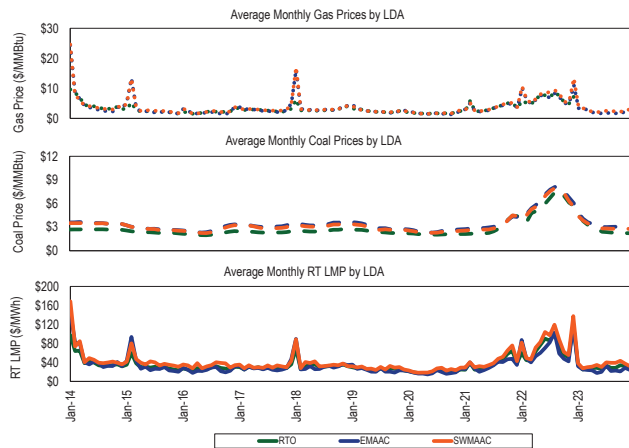 Average Monthly Gas Prices by LDA
Gas Price ($/MMBtu)
$30
$20
$10
$0
Average Monthly Coal Prices by LDA
Coal Price ($/MMBtu)
$12
$9
$6
$3
$0
Average Monthly RT LMP by LDA
RT LMP ($/MWh)
$200
$160
$120
$80
$40
$0
Jan-14
Jan-15
Jan-16
Jan-17
Jan-18
Jan-19
Jan-20
Jan-21
Jan-22
Jan-23
RTO EMAAC SWMAAC